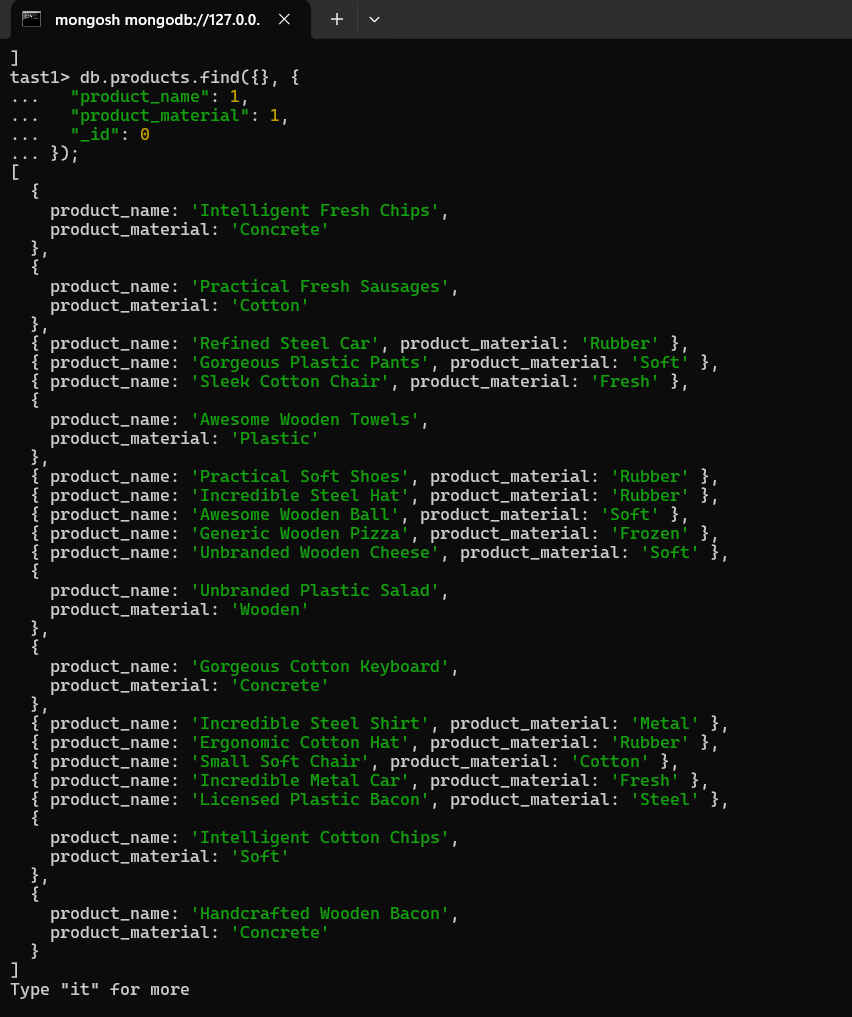 mongosh mongodb://127.0.0.
]
tast1> db.products.find({}, {
...   "product_name": 1,
...   "product_material": 1,
...   "_id": 0
... });
[
  {
    product_name: 'Intelligent Fresh Chips',
    product_material: 'Concrete'
  },
  {
    product_name: 'Practical Fresh Sausages',
    product_material: 'Cotton'
  },
  { product_name: 'Refined Steel Car', product_material: 'Rubber' },
  { product_name: 'Gorgeous Plastic Pants', product_material: 'Soft' },
  { product_name: 'Sleek Cotton Chair', product_material: 'Fresh' },
  {
    product_name: 'Awesome Wooden Towels',
    product_material: 'Plastic'
  },
  { product_name: 'Practical Soft Shoes', product_material: 'Rubber' },
  { product_name: 'Incredible Steel Hat', product_material: 'Rubber' },
  { product_name: 'Awesome Wooden Ball', product_material: 'Soft' },
  { product_name: 'Generic Wooden Pizza', product_material: 'Frozen' },
  { product_name: 'Unbranded Wooden Cheese', product_material: 'Soft' },
  {
    product_name: 'Unbranded Plastic Salad',
    product_material: 'Wooden'
  },
  {
    product_name: 'Gorgeous Cotton Keyboard',
    product_material: 'Concrete'
  },
  { product_name: 'Incredible Steel Shirt', product_material: 'Metal' },
  { product_name: 'Ergonomic Cotton Hat', product_material: 'Rubber' },
  { product_name: 'Small Soft Chair', product_material: 'Cotton' },
  { product_name: 'Incredible Metal Car', product_material: 'Fresh' },
  { product_name: 'Licensed Plastic Bacon', product_material: 'Steel' },
  {
    product_name: 'Intelligent Cotton Chips',
    product_material: 'Soft'
  },
  {
    product_name: 'Handcrafted Wooden Bacon',
    product_material: 'Concrete'
  }
]
Type "it" for more